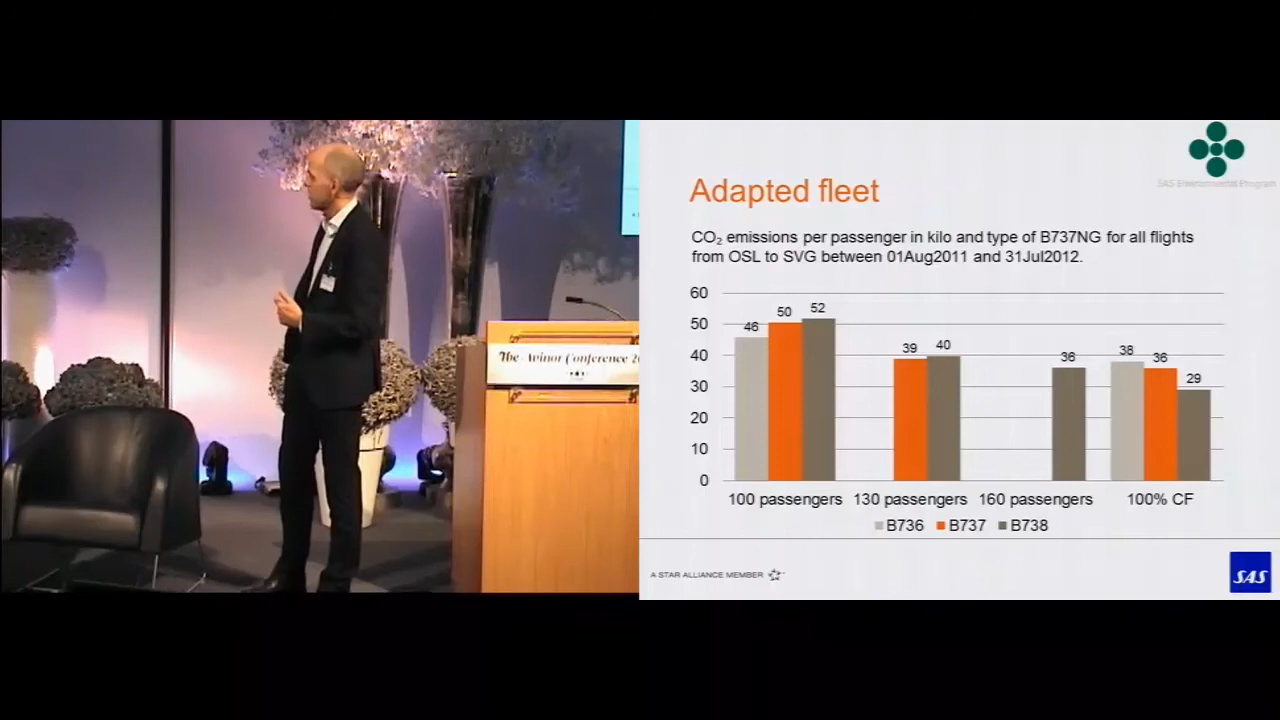 The Avinor Conference 20
SAS Environmental Program
Adapted fleet
CO₂ emissions per passenger in kilo and type of B737NG for all flights
from OSL to SVG between 01Aug2011 and 31Jul2012.
60
50
40
30
20
10
0
46
50
52
39
40
36
38
36
29
100 passengers
130 passengers
160 passengers
100% CF
B736
B737
B738
A STAR ALLIANCE MEMBER
SAS